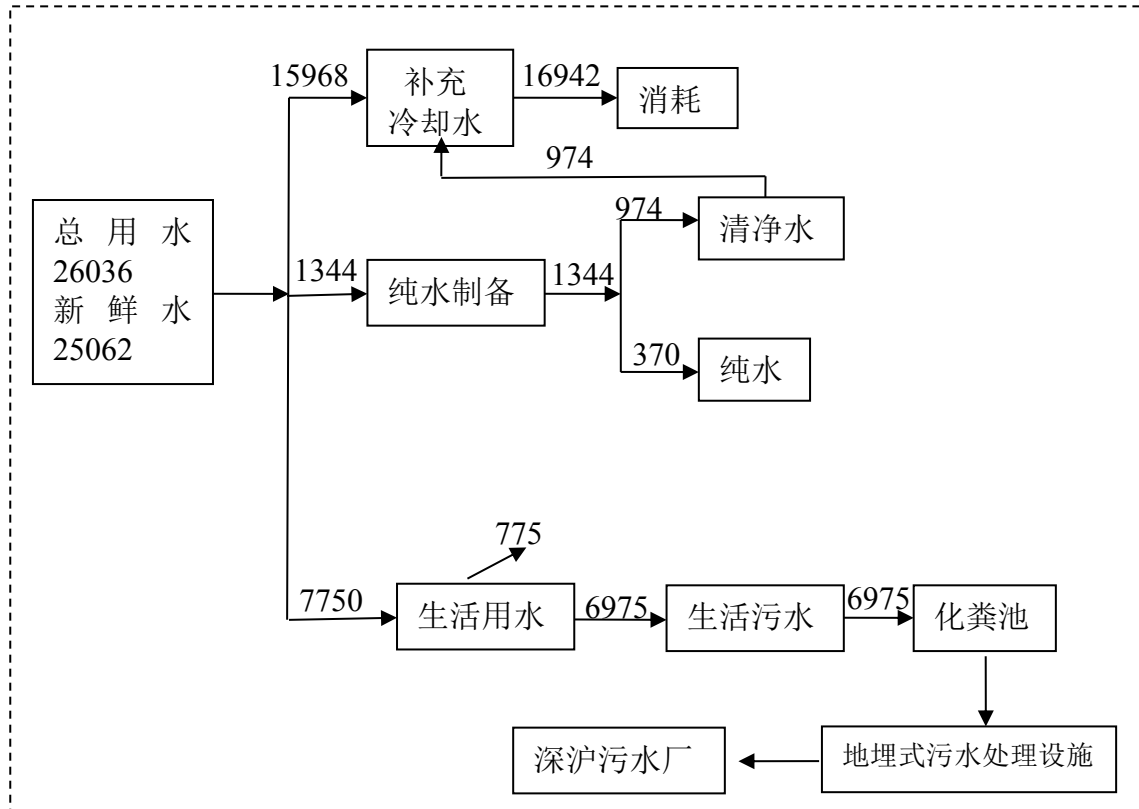 15968
补充
冷却水
16942
消耗
974
总用水
26036
新鲜水
25062
974
清净水
1344
纯水制备
1344
370
纯水
775
7750
生活用水
6975
生活污水
6975
化粪池
深沪污水厂
地埋式污水处理设施